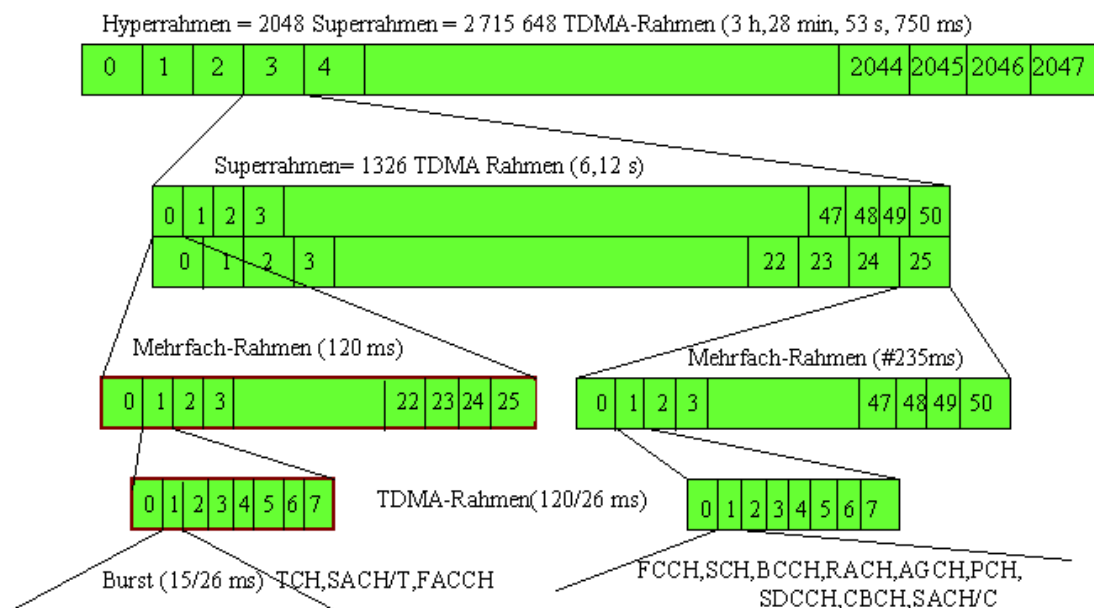 Hyperrahmen = 2048 Superrahmen = 2 715 648 TDMA-Rahmen (3 h,28 min, 53 s, 750 ms)
0 1 2 3 4 2044 2045 2046 2047
Superrahmen= 1326 TDMA Rahmen (6,12 s)
0 1 2 3 47 48 49 50
0 1 2 3 22 23 24 25
Mehrfach-Rahmen (120 ms)
0 1 2 3 22 23 24 25
Mehrfach-Rahmen (#235ms)
0 1 2 3 47 48 49 50
0 1 2 3 4 5 6 7
TDMA-Rahmen(120/26 ms)
0 1 2 3 4 5 6 7
Burst (15/26 ms) TCH,SACH/T,FACCH
FCCH,SCH,BCCH,RACH,AGCH,PCH,
SDCCH,CBCH,SACH/C